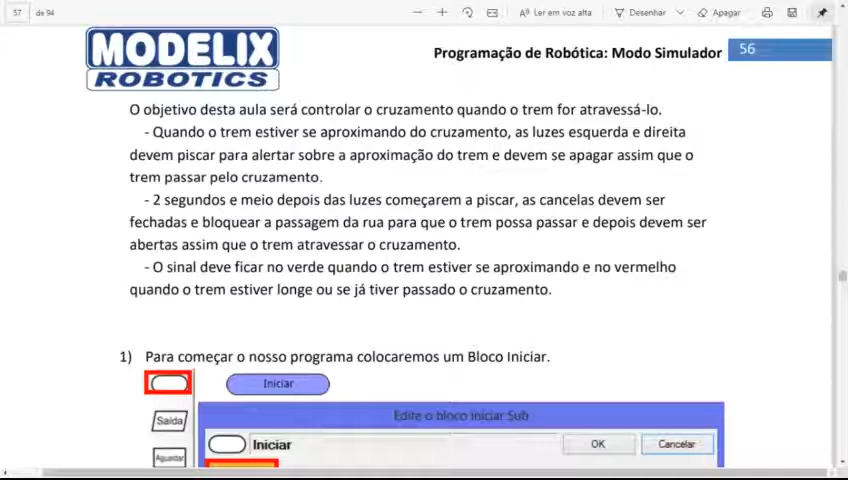 57 de 94 Ler em voz alta Desenhar Apagar
MODELIX
ROBOTICS
Programação de Robótica: Modo Simulador 56
O objetivo desta aula será controlar o cruzamento quando o trem for atravessá-lo.
- Quando o trem estiver se aproximando do cruzamento, as luzes esquerda e direita
devem piscar para alertar sobre a aproximação do trem e devem se apagar assim que o
trem passar pelo cruzamento.
- 2 segundos e meio depois das luzes começarem a piscar, as cancelas devem ser
fechadas e bloquear a passagem da rua para que o trem possa passar e depois devem ser
abertas assim que o trem atravessar o cruzamento.
- O sinal deve ficar no verde quando o trem estiver se aproximando e no vermelho
quando o trem estiver longe ou se já tiver passado o cruzamento.
1) Para começar o nosso programa colocaremos um Bloco Iniciar.
Iniciar
Edite o bloco Iniciar Sub
Saída
Iniciar OK Cancelar
Aguardar